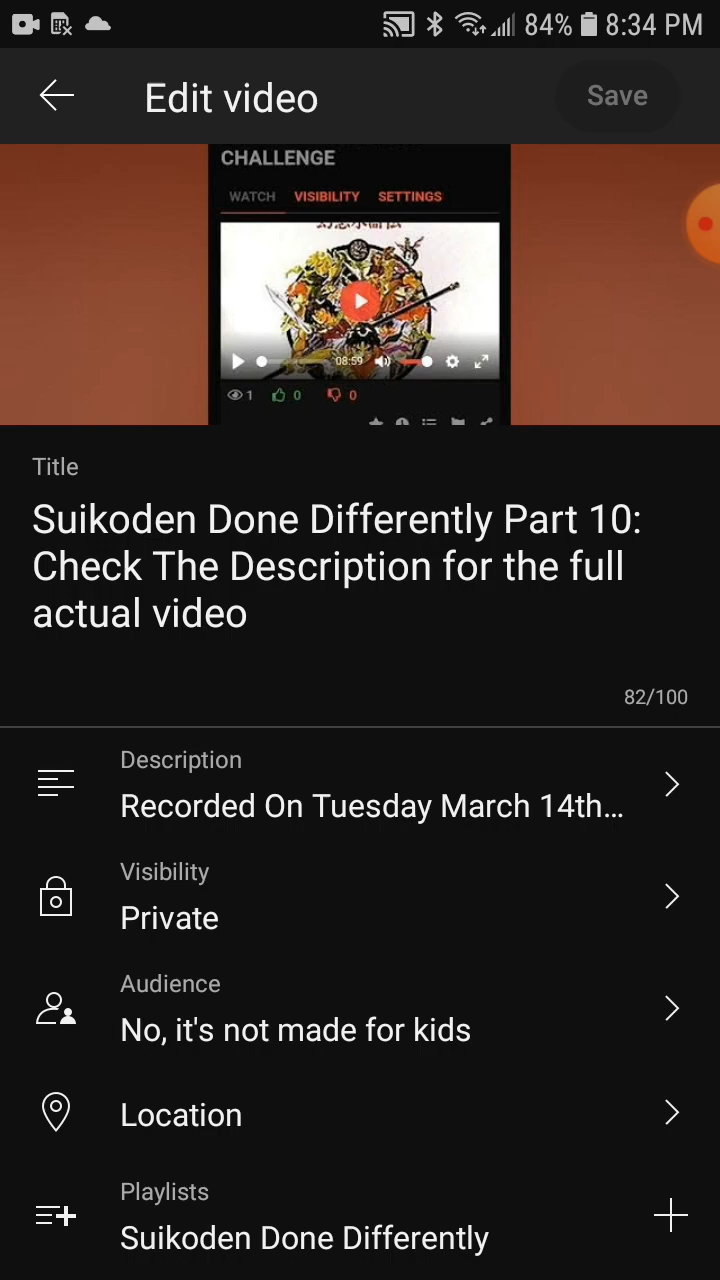 84% 8:34 PM
Edit video Save
CHALLENGE
WATCH VISIBILITY SETTINGS
08:59
1 0 0
Title
Suikoden Done Differently Part 10:
Check The Description for the full
actual video
82/100
Description
Recorded On Tuesday March 14th...
Visibility
Private
Audience
No, it's not made for kids
Location
Playlists
Suikoden Done Differently